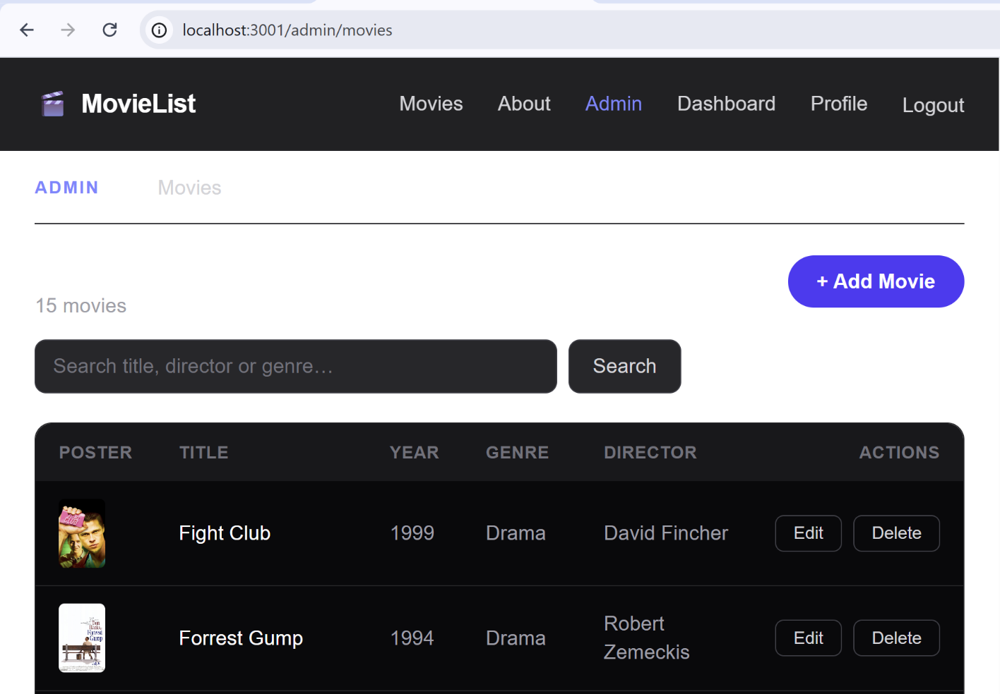 localhost:3001/admin/movies
MovieList
Movies About Admin Dashboard Profile Logout
ADMIN Movies
+ Add Movie
15 movies
Search title, director or genre…
Search
POSTER TITLE YEAR GENRE DIRECTOR ACTIONS
Fight Club 1999 Drama David Fincher Edit Delete
Forrest Gump 1994 Drama Robert Zemeckis Edit Delete